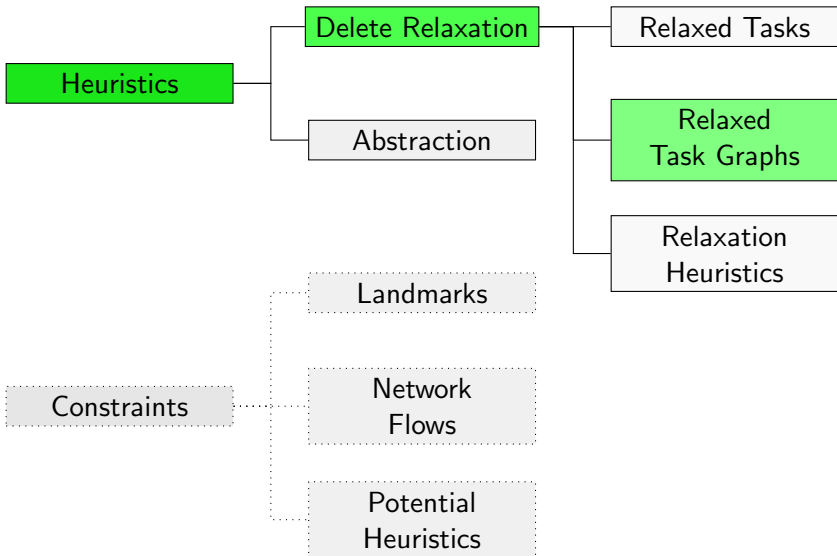 Heuristics
Delete Relaxation
Relaxed Tasks
Relaxed
Task Graphs
Relaxation
Heuristics
Abstraction
Constraints
Landmarks
Network
Flows
Potential
Heuristics